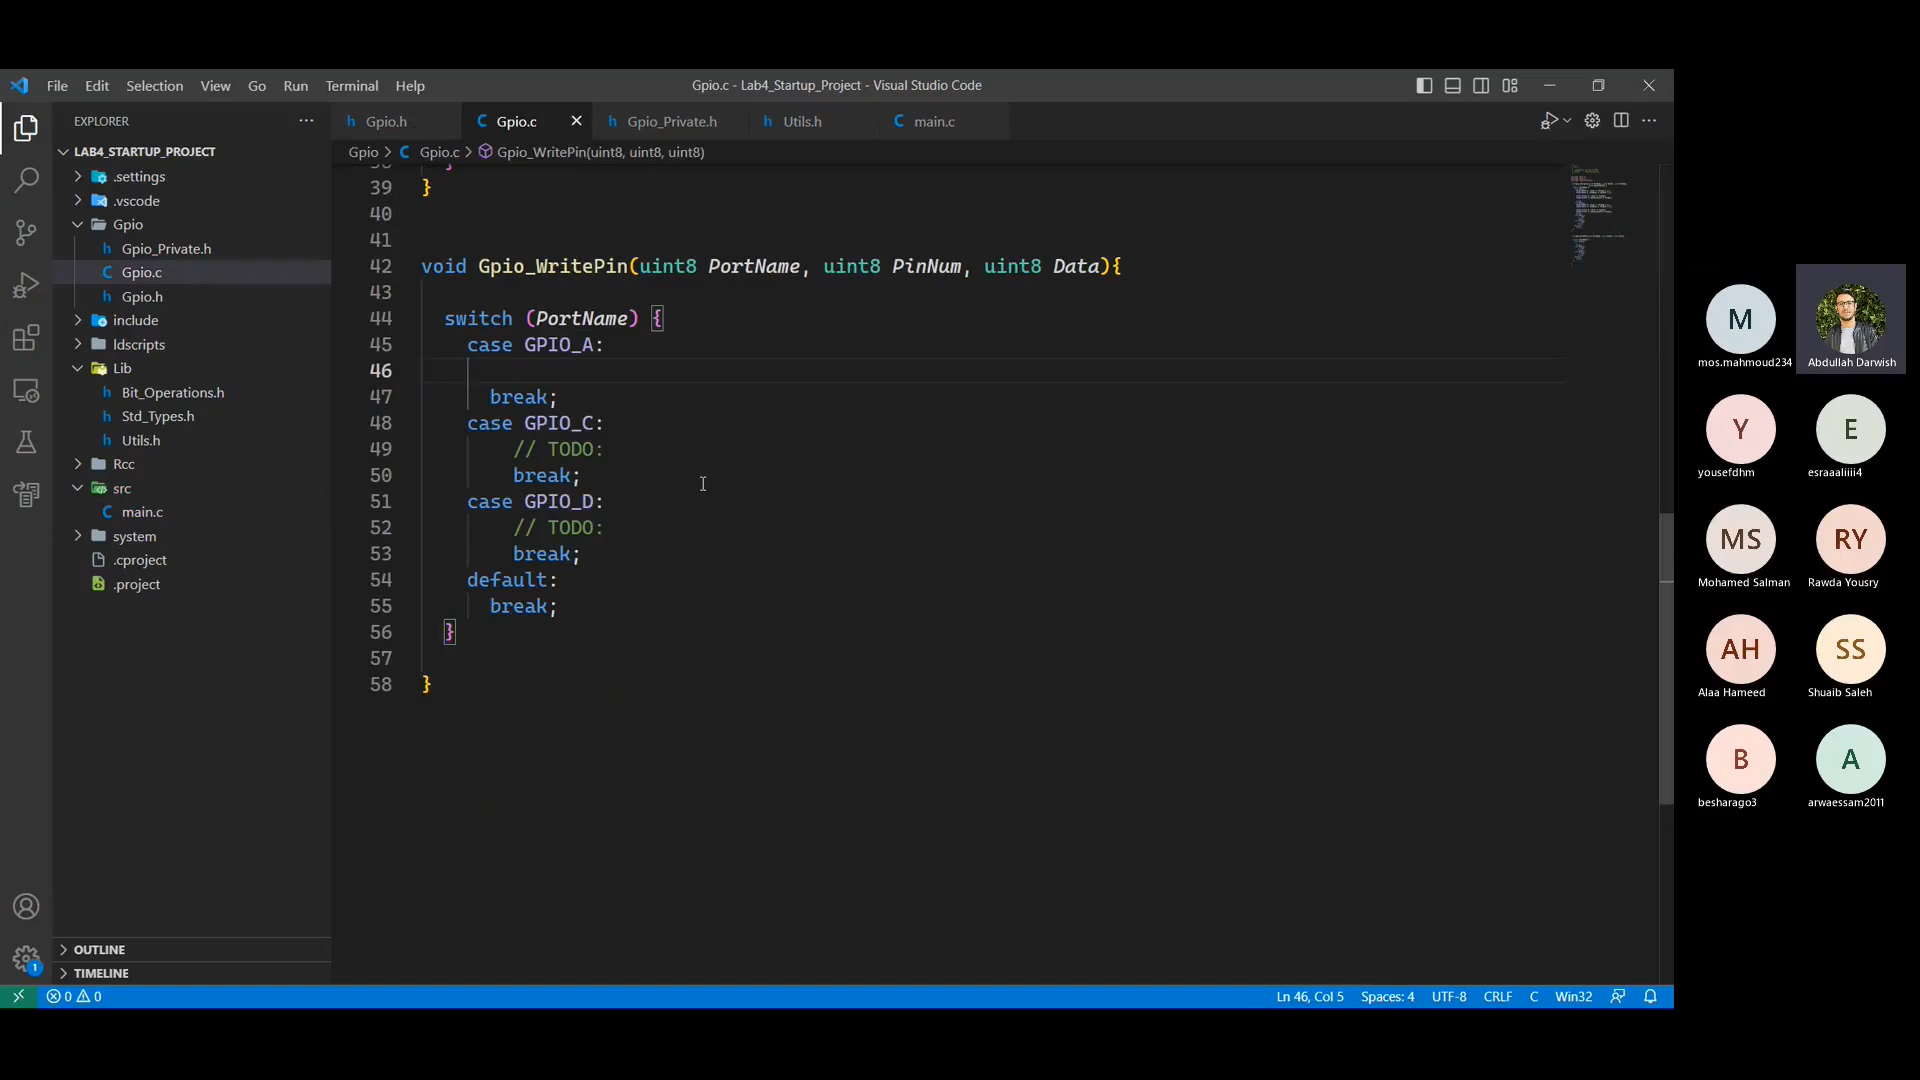 File Edit Selection View Go Run Terminal Help
Gpio.c - Lab4_Startup_Project - Visual Studio Code
EXPLORER
Gpio.h
Gpio.c
Gpio_Private.h
Utils.h
main.c
LAB4_STARTUP_PROJECT
Gpio > Gpio.c > Gpio_WritePin(uint8, uint8, uint8)
.settings
.vscode
Gpio
Gpio_Private.h
Gpio.c
Gpio.h
include
ldscripts
Lib
Bit_Operations.h
Std_Types.h
Utils.h
Rcc
src
main.c
system
.cproject
.project
OUTLINE
TIMELINE
39 }
40
41
42 void Gpio_WritePin(uint8 PortName, uint8 PinNum, uint8 Data){
43
44 switch (PortName) {
45 case GPIO_A:
46
47 break;
48 case GPIO_C:
49 // TODO:
50 break;
51 case GPIO_D:
52 // TODO:
53 break;
54 default:
55 break;
56 }
57
58 }
1
0 0
Ln 46, Col 5 Spaces: 4 UTF-8 CRLF C Win32
M
mos.mahmoud234
Abdullah Darwish
Y
yousefdhm
E
esraaaliiii4
MS
Mohamed Salman
RY
Rawda Yousry
AH
Alaa Hameed
SS
Shuaib Saleh
B
besharago3
A
arwaessam2011